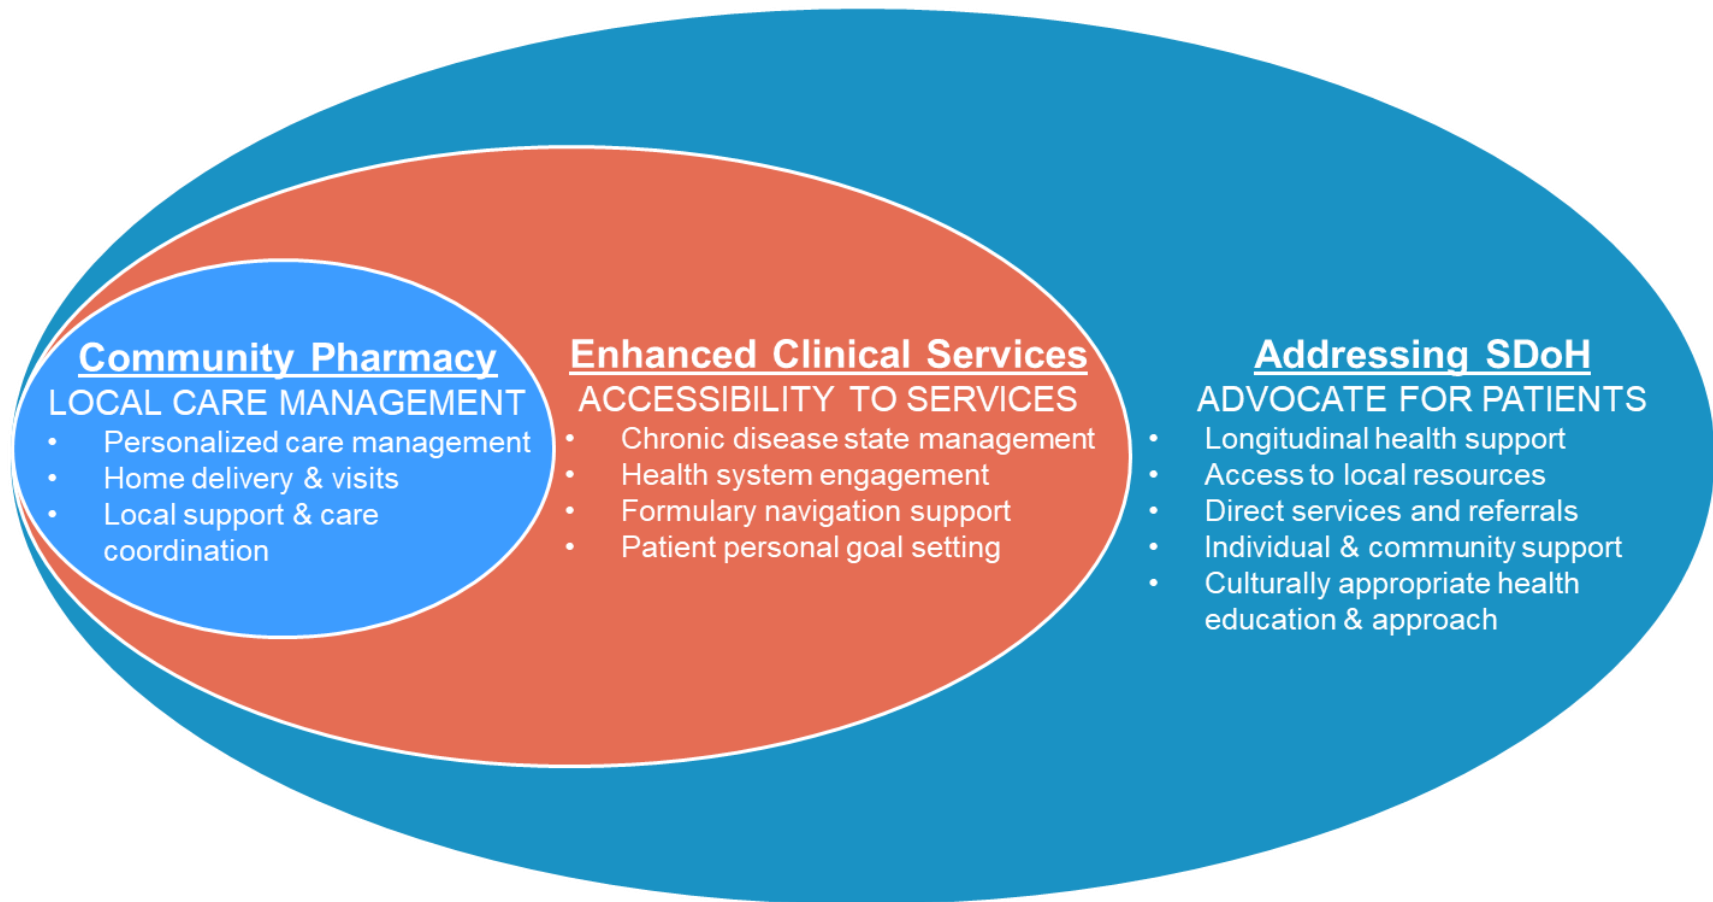 Community Pharmacy
LOCAL CARE MANAGEMENT
• Personalized care management
• Home delivery & visits
• Local support & care
coordination
Enhanced Clinical Services
ACCESSIBILITY TO SERVICES
• Chronic disease state management
• Health system engagement
• Formulary navigation support
• Patient personal goal setting
Addressing SDoH
ADVOCATE FOR PATIENTS
• Longitudinal health support
• Access to local resources
• Direct services and referrals
• Individual & community support
• Culturally appropriate health
education & approach